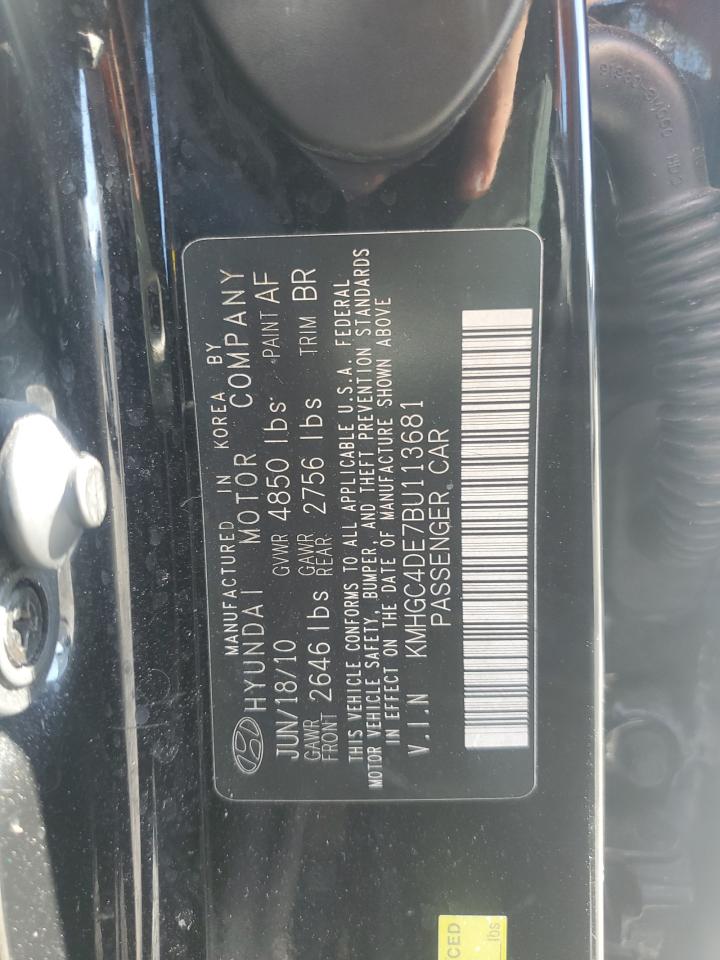 MANUFACTURED IN KOREA BY
HYUNDAI MOTOR COMPANY
JUN/18/10 GVWR 4850 lbs PAINT AF
GAWR FRONT 2646 lbs GAWR REAR 2756 lbs TRIM BR
THIS VEHICLE CONFORMS TO ALL APPLICABLE U.S.A. FEDERAL
MOTOR VEHICLE SAFETY, BUMPER, AND THEFT PREVENTION STANDARDS
IN EFFECT ON THE DATE OF MANUFACTURE SHOWN ABOVE
V.I.N KMHGC4DE7BU113681
PASSENGER CAR
CED
lbs